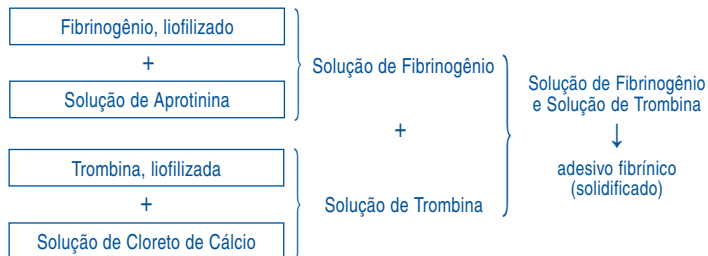 Fibrinogênio, liofilizado
+
Solução de Aprotinina
Solução de Fibrinogênio
+
Trombina, liofilizada
+
Solução de Cloreto de Cálcio
Solução de Trombina
Solução de Fibrinogênio
e Solução de Trombina
↓
adesivo fibrínico
(solidificado)